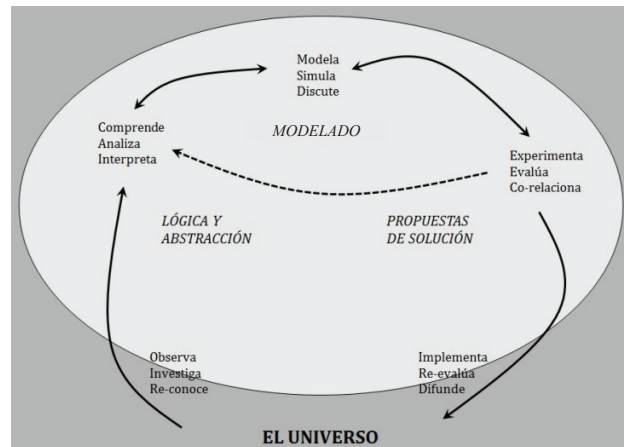 Modela
Simula
Discute
Comprende
Analiza
Interpreta
MODELADO
Experimenta
Evalúa
Co-relaciona
LÓGICA Y
ABSTRACCIÓN
PROPUESTAS
DE SOLUCIÓN
Observa
Investiga
Re-conoce
Implementa
Re-evalúa
Difunde
EL UNIVERSO